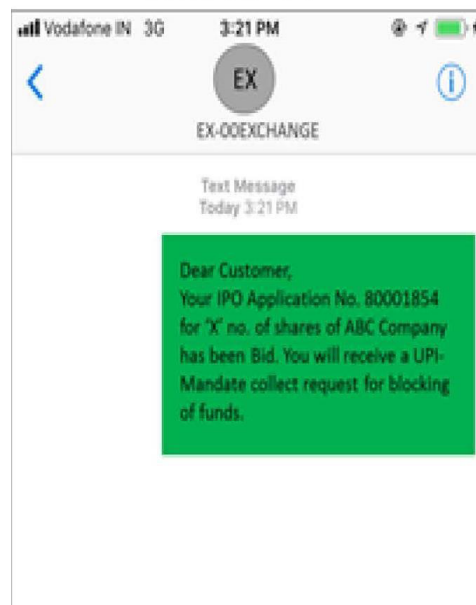 Vodafone IN 3G 3:21 PM
EX
EX-00EXCHANGE
Text Message
Today 3:21 PM
Dear Customer,
Your IPO Application No. 80001854
for 'X' no. of shares of ABC Company
has been Bid. You will receive a UPI-
Mandate collect request for blocking
of funds.